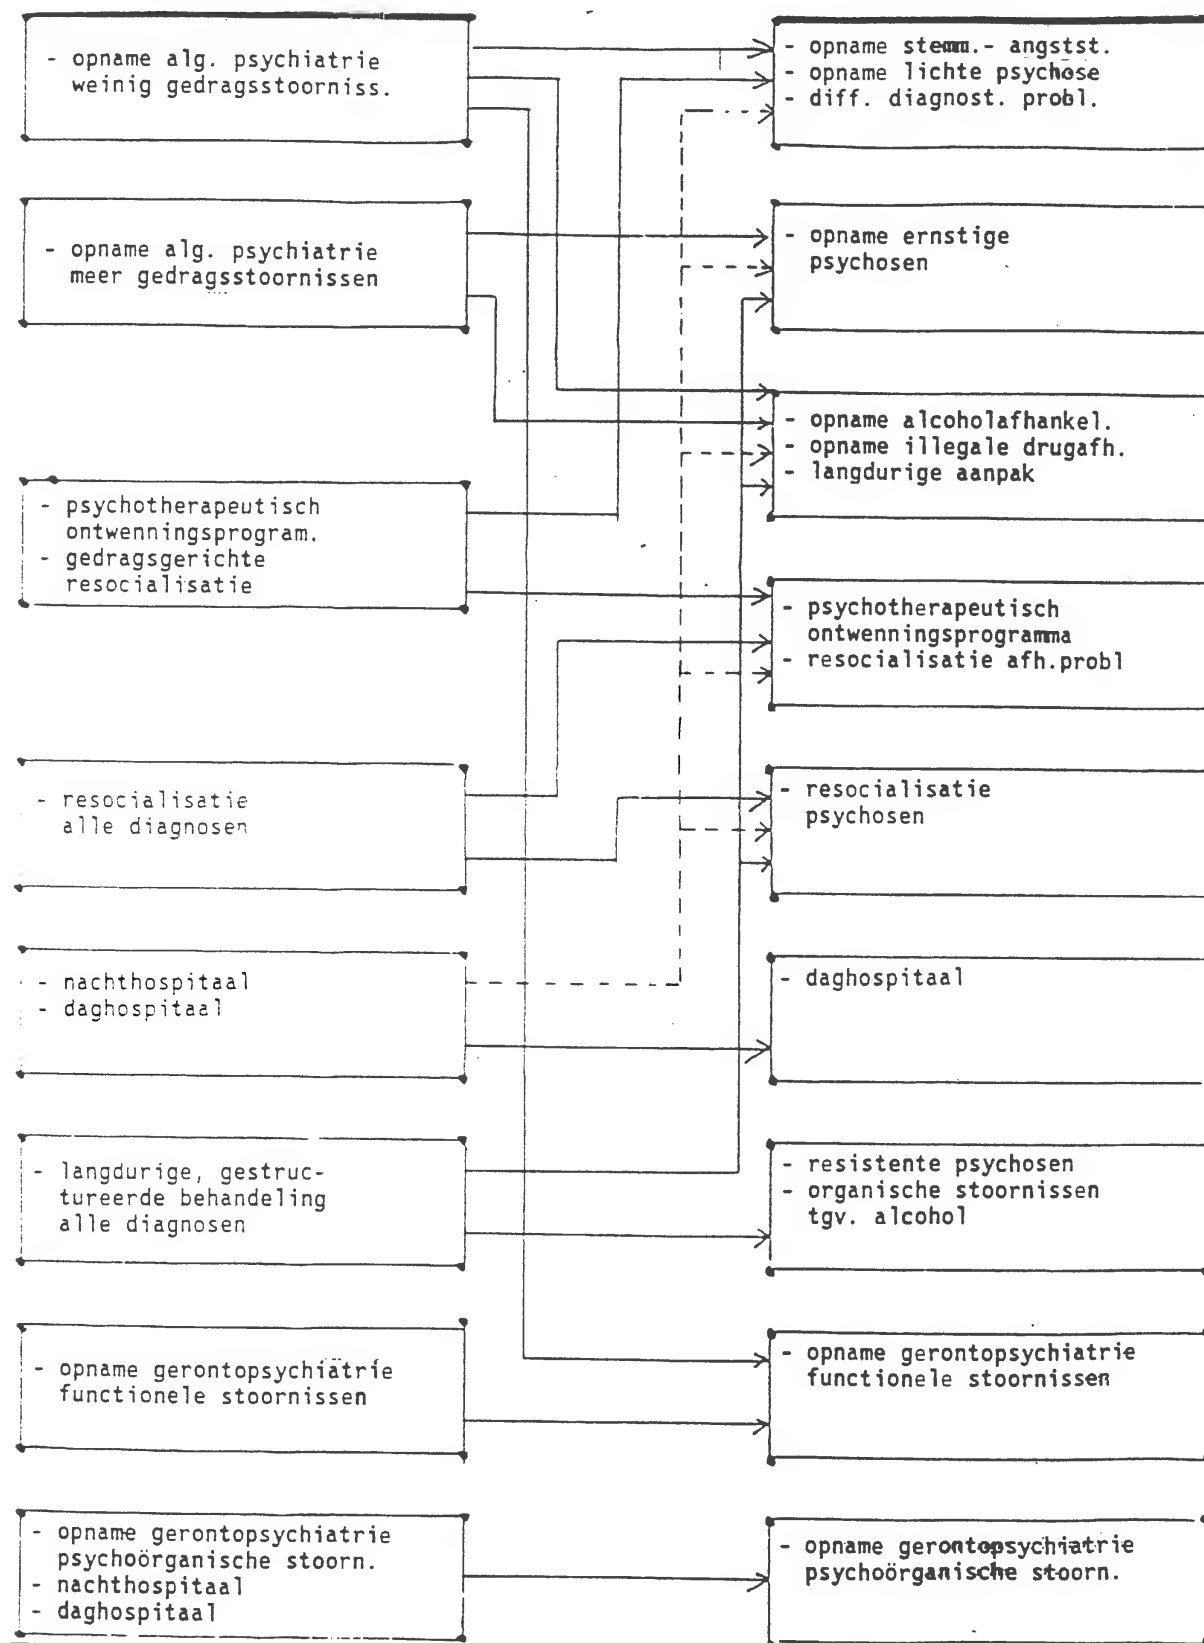 - opname alg. psychiatrie
weinig gedragsstoorniss.
- opname alg. psychiatrie
meer gedragsstoornissen
- psychotherapeutisch
ontwenningsprogram.
- gedragsgerichte
resocialisatie
- resocialisatie
alle diagnosen
- nachthospitaal
- daghospitaal
- langdurige, gestruc-
tureerde behandeling
alle diagnosen
- opname gerontopsychiatrie
functionele stoornissen
- opname gerontopsychiatrie
psychoörganische stoorn.
- nachthospitaal
- daghospitaal
- opname stemm.- angstst.
- opname lichte psychose
- diff. diagnost. probl.
- opname ernstige
psychosen
- opname alcoholafhankel.
- opname illegale drugafh.
- langdurige aanpak
- psychotherapeutisch
ontwenningsprogramma
- resocialisatie afh.probl
- resocialisatie
psychosen
- daghospitaal
- resistente psychosen
- organische stoornissen
tgv. alcohol
- opname gerontopsychiatrie
functionele stoornissen
- opname gerontopsychiatrie
psychoörganische stoorn.